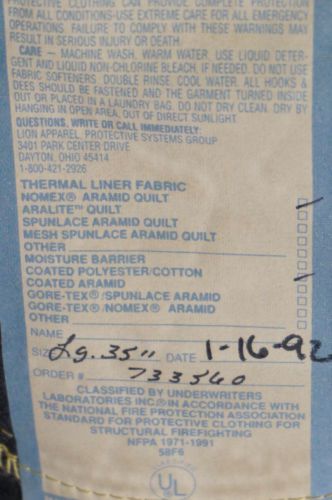 PROTECTIVE CLOTHING CAN PROVIDE COMPLETE PROTECTION
FROM ALL CONDITIONS-USE EXTREME CARE FOR ALL EMERGENCY
OPERATIONS. FAILURE TO COMPLY WITH THESE WARNINGS MAY
RESULT IN SERIOUS INJURY OR DEATH.
CARE — MACHINE WASH, WARM WATER. USE LIQUID DETER-
GENT AND LIQUID NON-CHLORINE BLEACH, IF NEEDED. DO NOT USE
FABRIC SOFTENERS. DOUBLE RINSE. COOL WATER. ALL HOOKS &
DEES SHOULD BE FASTENED AND THE GARMENT TURNED INSIDE
OUT OR PLACED IN A LAUNDRY BAG. DO NOT DRY CLEAN. DRY BY
HANGING IN OPEN AREA, OUT OF DIRECT SUNLIGHT.
QUESTIONS. WRITE OR CALL IMMEDIATELY:
LION APPAREL, PROTECTIVE SYSTEMS GROUP
3401 PARK CENTER DRIVE
DAYTON, OHIO 45414
1-800-421-2926
THERMAL LINER FABRIC
NOMEX® ARAMID QUILT
ARALITE™ QUILT
SPUNLACE ARAMID QUILT
MESH SPUNLACE ARAMID QUILT
OTHER
MOISTURE BARRIER
COATED POLYESTER/COTTON
COATED ARAMID
GORE-TEX®/SPUNLACE ARAMID
GORE-TEX®/NOMEX® ARAMID
OTHER
NAME
SIZE Lg. 35" DATE 1-16-92
ORDER # 733560
CLASSIFIED BY UNDERWRITERS
LABORATORIES INC® IN ACCORDANCE WITH
THE NATIONAL FIRE PROTECTION ASSOCIATION
STANDARD FOR PROTECTIVE CLOTHING FOR
STRUCTURAL FIREFIGHTING
NFPA 1971-1991
58F6
CLASSIFIED
UL